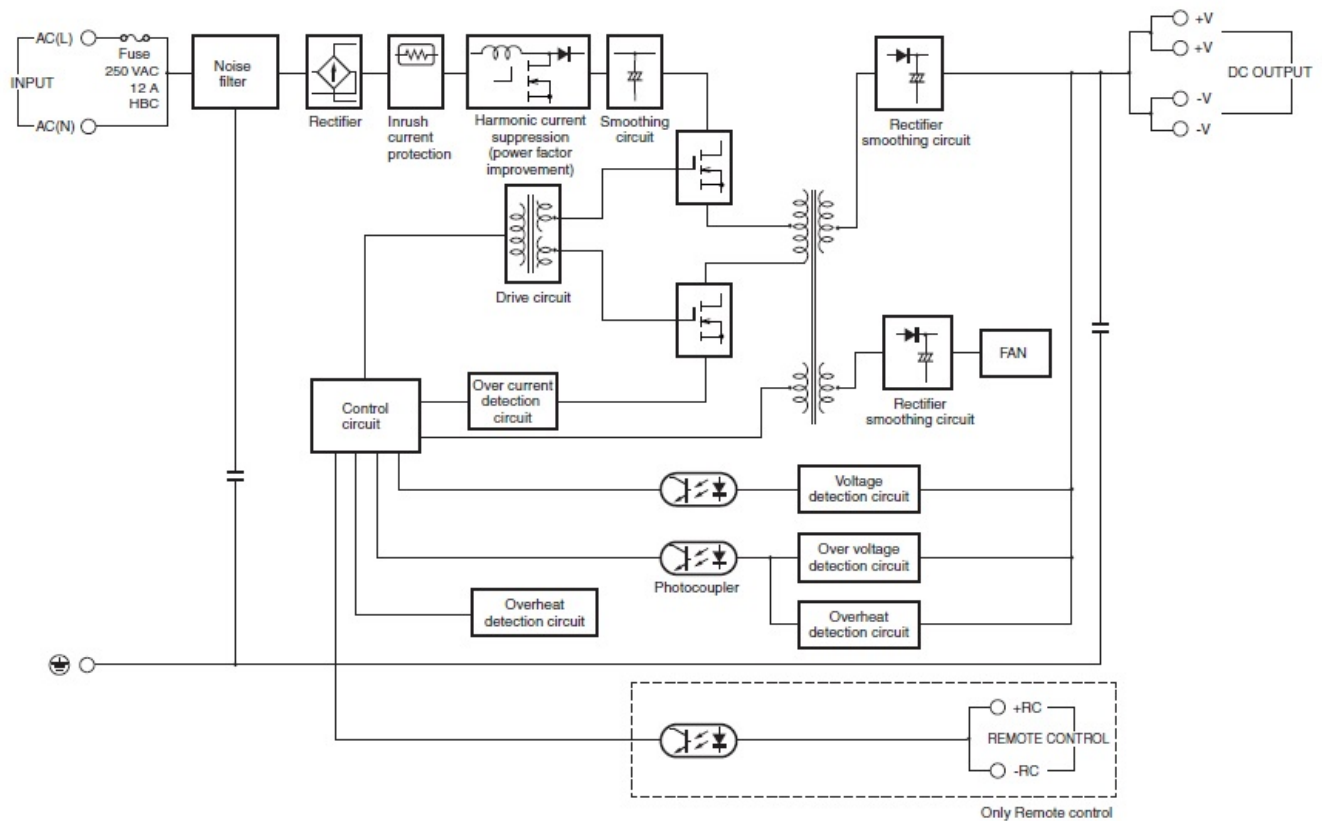 AC(L)
Fuse
250 VAC
12 A
HBC
INPUT
AC(N)
Noise
filter
Rectifier
Inrush
current
protection
Harmonic current
suppression
(power factor
improvement)
Smoothing
circuit
Rectifier
smoothing circuit
+V
+V
DC OUTPUT
-V
-V
Drive circuit
Control
circuit
Over current
detection
circuit
Rectifier
smoothing circuit
FAN
Voltage
detection circuit
Over voltage
detection circuit
Photocoupler
Overheat
detection circuit
Overheat
detection circuit
+RC
REMOTE CONTROL
-RC
Only Remote control